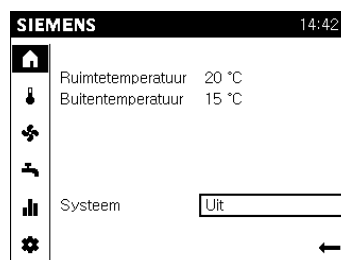 SIEMENS 14:42
Ruimtetemperatuur 20 °C
Buitentemperatuur 15 °C
Systeem Uit